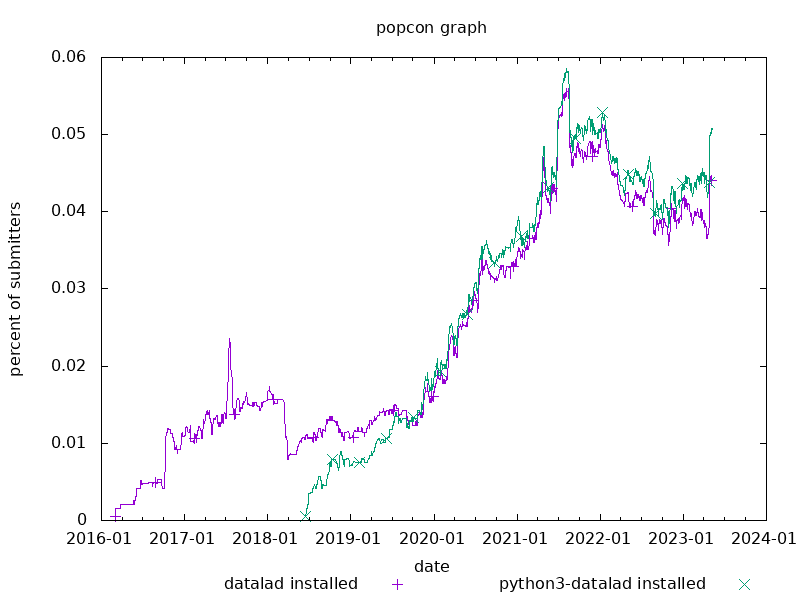 popcon graph
0.06
0.05
0.04
0.03
0.02
0.01
0
percent of submitters
2016-01 2017-01 2018-01 2019-01 2020-01 2021-01 2022-01 2023-01 2024-01
date
datalad installed python3-datalad installed